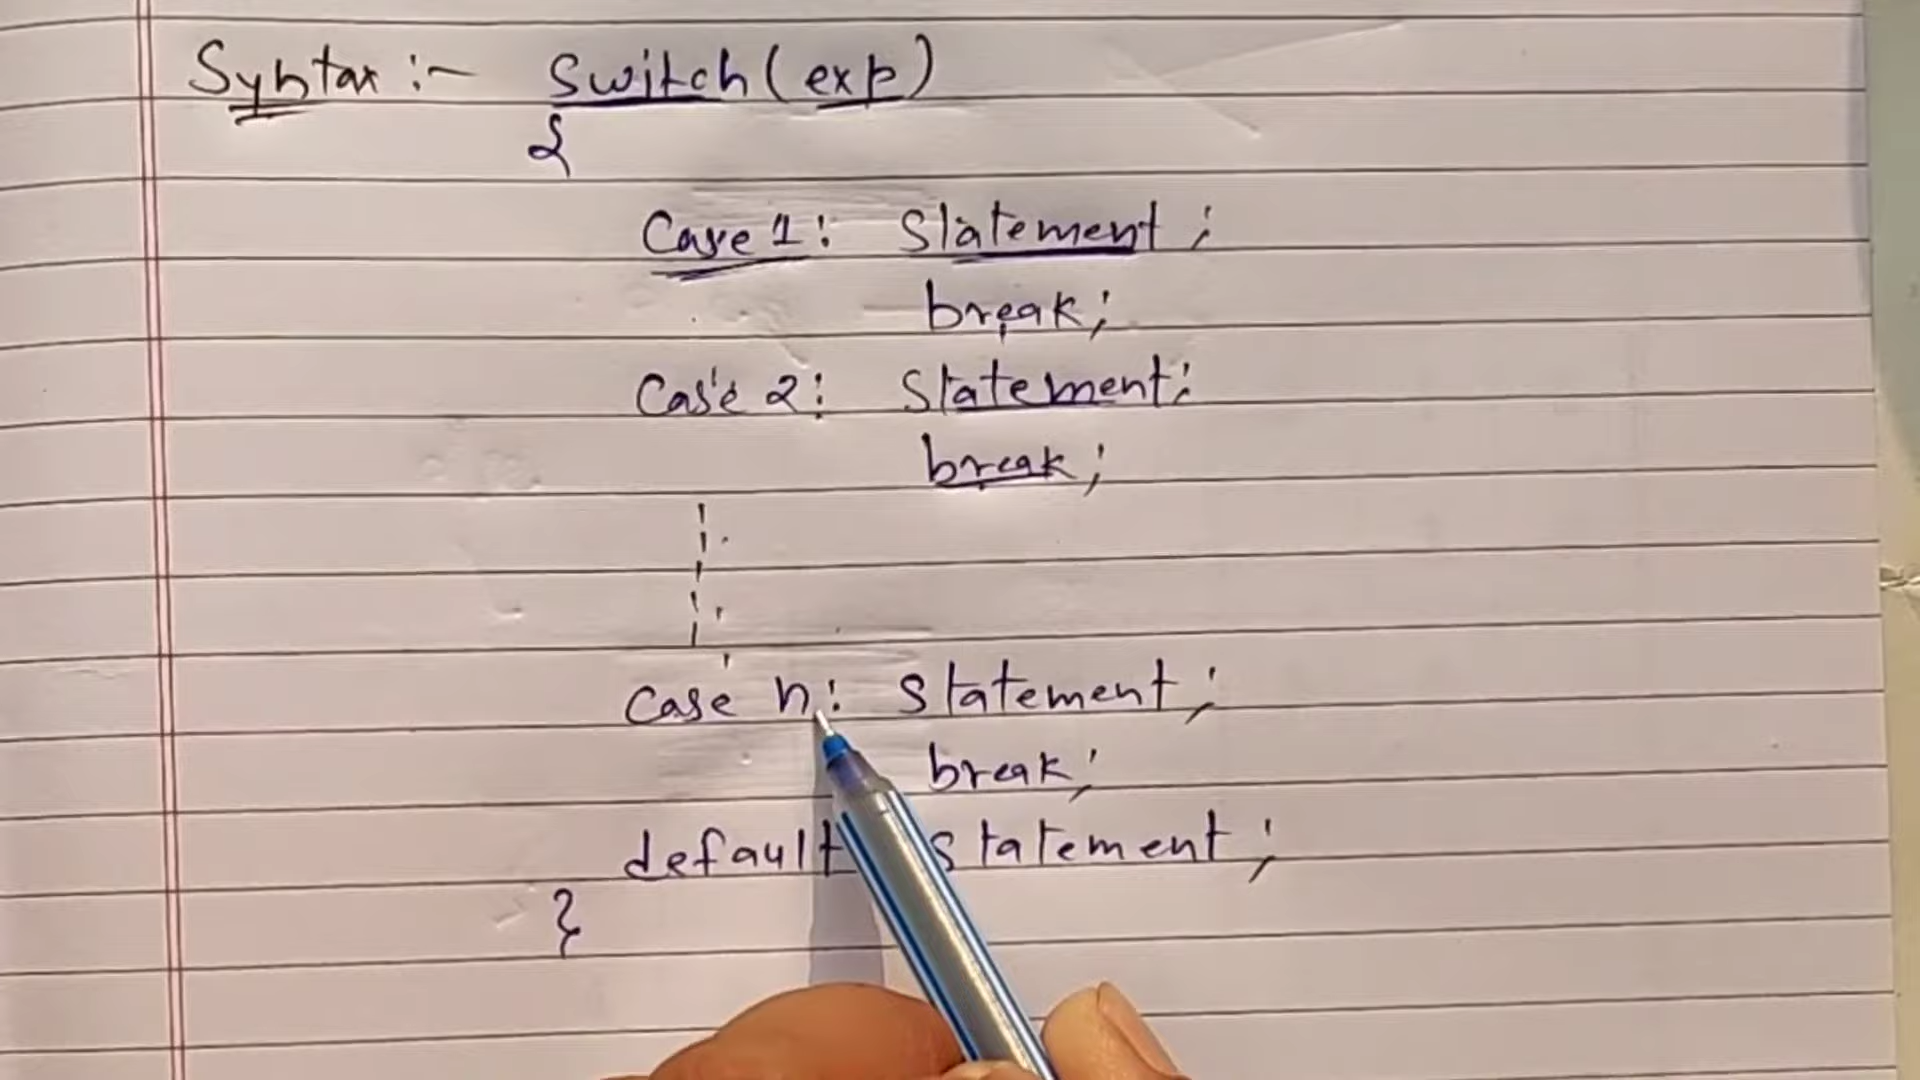 Syntax :- Switch (exp)
{
Case 1: Statement ;
break;
Case 2: Statement;
break;
case n: statement;
break;
default statement;
}